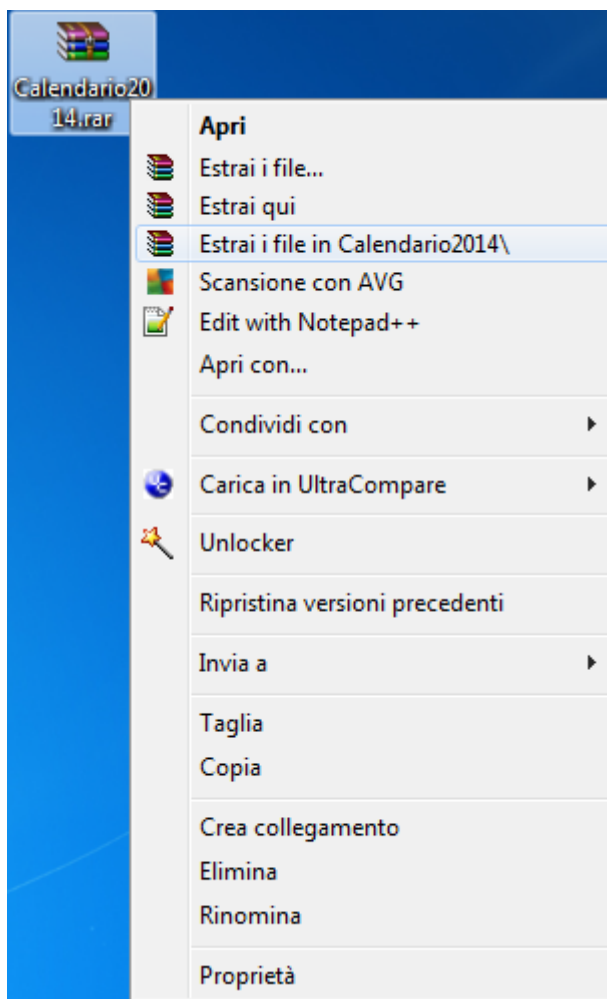 Calendario20
14.rar
Apri
Estrai i file...
Estrai qui
Estrai i file in Calendario2014\
Scansione con AVG
Edit with Notepad++
Apri con...
Condividi con
Carica in UltraCompare
Unlocker
Ripristina versioni precedenti
Invia a
Taglia
Copia
Crea collegamento
Elimina
Rinomina
Proprietà